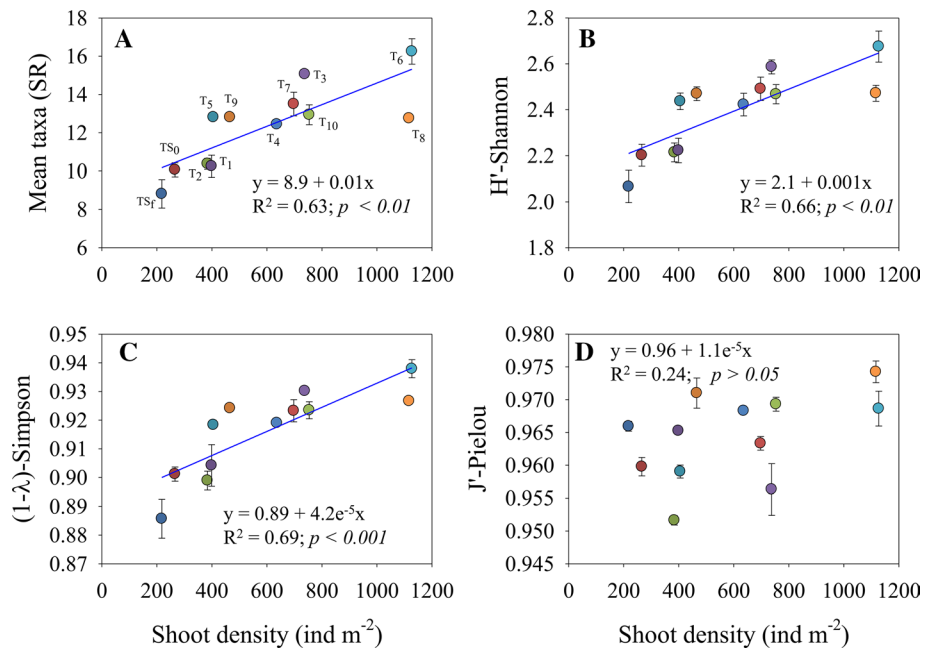 A
Mean taxa (SR)
18
16
14
12
10
8
6
T6
T3
T7
T5
T9
T10
T4
T8
TS0
T2
T1
TSf
y = 8.9 + 0.01x
R² = 0.63; p < 0.01
0 200 400 600 800 1000 1200
B
H'-Shannon
2.8
2.6
2.4
2.2
2.0
1.8
y = 2.1 + 0.001x
R² = 0.66; p < 0.01
0 200 400 600 800 1000 1200
C
(1-λ)-Simpson
0.95
0.94
0.93
0.92
0.91
0.90
0.89
0.88
0.87
y = 0.89 + 4.2e⁻⁵x
R² = 0.69; p < 0.001
0 200 400 600 800 1000 1200
Shoot density (ind m⁻²)
D
J'-Pielou
0.980
0.975
0.970
0.965
0.960
0.955
0.950
0.945
y = 0.96 + 1.1e⁻⁵x
R² = 0.24; p > 0.05
0 200 400 600 800 1000 1200
Shoot density (ind m⁻²)